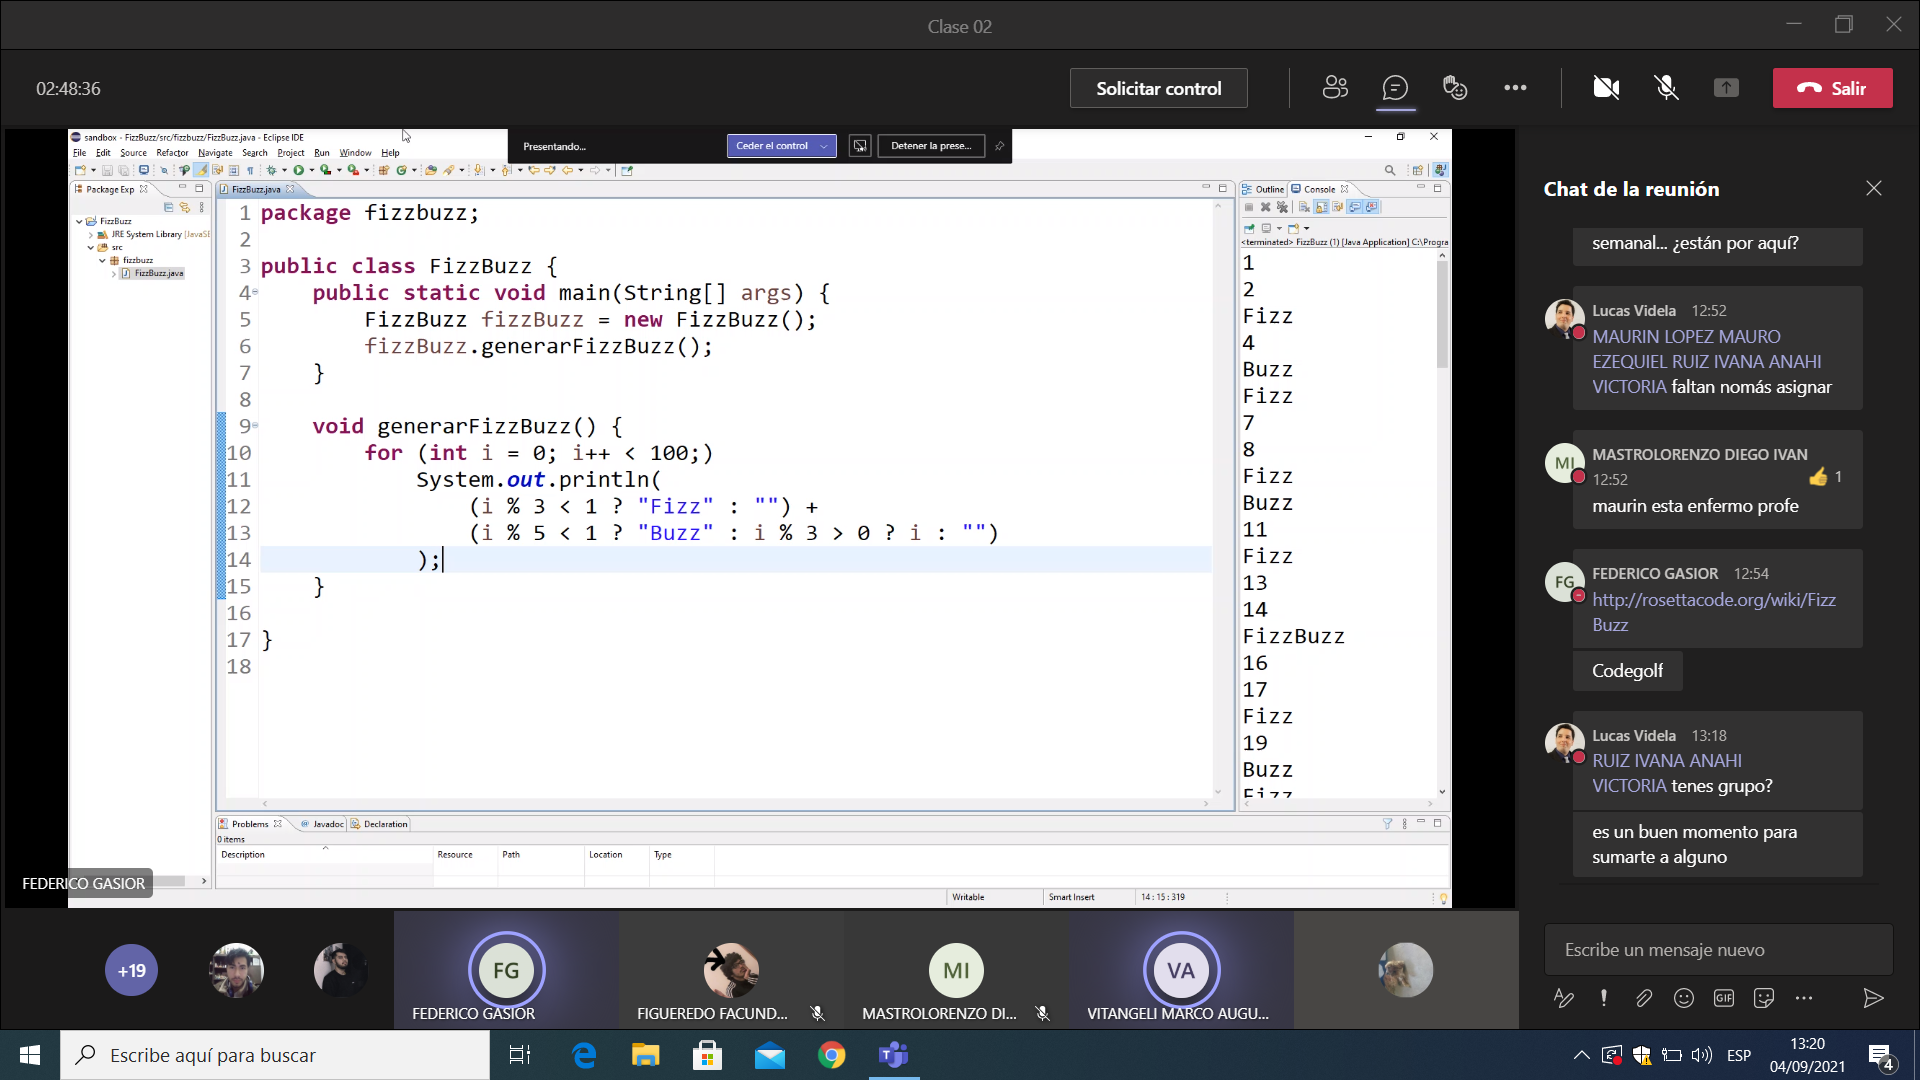 Clase 02
02:48:36
Solicitar control
Salir
sandbox - FizzBuzz/src/fizzbuzz/FizzBuzz.java - Eclipse IDE
File Edit Source Refactor Navigate Search Project Run Window Help
Presentando...
Ceder el control
Detener la prese...
Package Exp
FizzBuzz
JRE System Library [JavaSE
src
fizzbuzz
FizzBuzz.java
FizzBuzz.java
1 package fizzbuzz;
2
3 public class FizzBuzz {
4 public static void main(String[] args) {
5 FizzBuzz fizzBuzz = new FizzBuzz();
6 fizzBuzz.generarFizzBuzz();
7 }
8
9 void generarFizzBuzz() {
10 for (int i = 0; i++ < 100;)
11 System.out.println(
12 (i % 3 < 1 ? "Fizz" : "") +
13 (i % 5 < 1 ? "Buzz" : i % 3 > 0 ? i : "")
14 );
15 }
16
17 }
18
Outline Console
<terminated> FizzBuzz (1) [Java Application] C:\Progra
1
2
Fizz
4
Buzz
Fizz
7
8
Fizz
Buzz
11
Fizz
13
14
FizzBuzz
16
17
Fizz
19
Buzz
Fizz
Problems Javadoc Declaration
0 items
Description Resource Path Location Type
Writable Smart Insert 14 : 15 : 319
FEDERICO GASIOR
Chat de la reunión
semanal... ¿están por aquí?
Lucas Videla 12:52
MAURIN LOPEZ MAURO
EZEQUIEL RUIZ IVANA ANAHI
VICTORIA faltan nomás asignar
MI
MASTROLORENZO DIEGO IVAN
12:52
1
maurin esta enfermo profe
FG
FEDERICO GASIOR 12:54
http://rosettacode.org/wiki/Fizz
Buzz
Codegolf
Lucas Videla 13:18
RUIZ IVANA ANAHI
VICTORIA tenes grupo?
es un buen momento para
sumarte a alguno
Escribe un mensaje nuevo
GIF
+19
FG
FEDERICO GASIOR
FIGUEREDO FACUND...
MI
MASTROLORENZO DI...
VA
VITANGELI MARCO AUGU...
Escribe aquí para buscar
ESP
13:20
04/09/2021
4